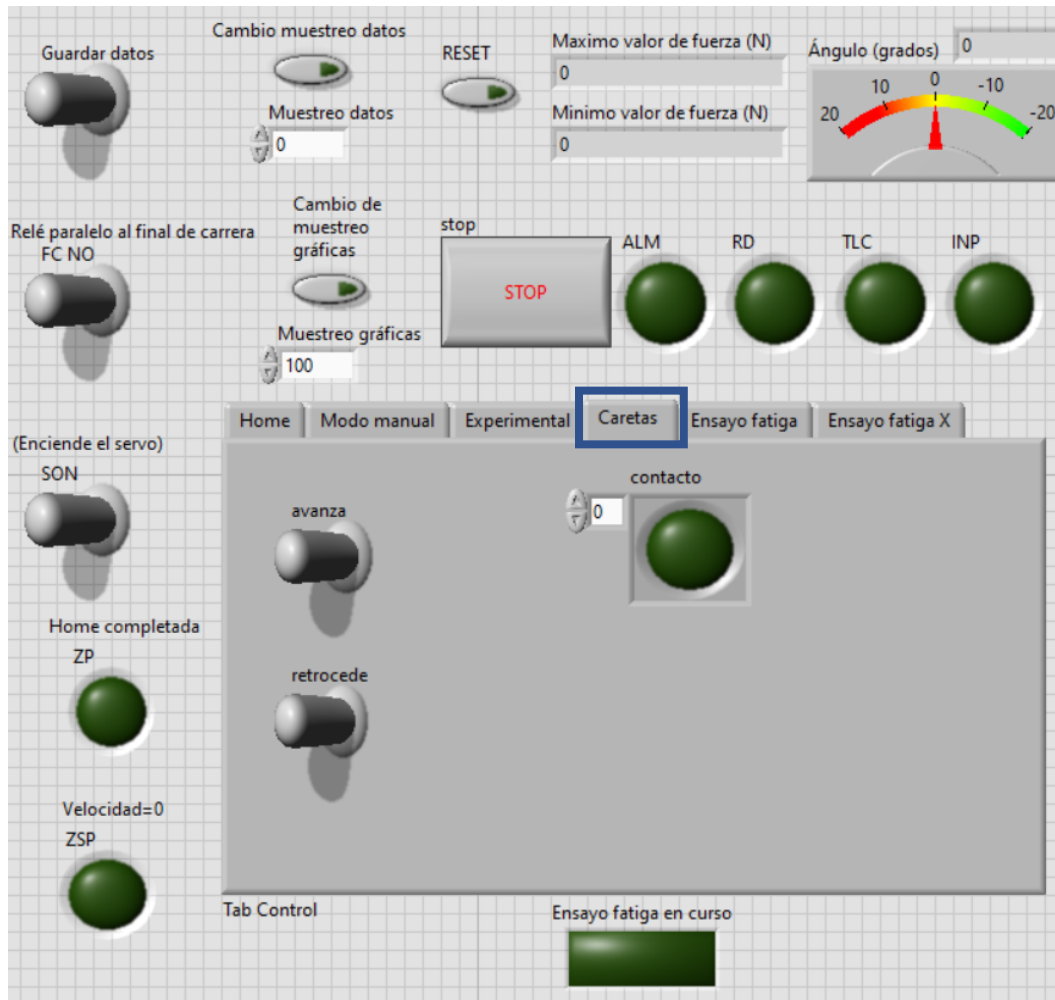 Guardar datos
Cambio muestreo datos
Muestreo datos
0
RESET
Maximo valor de fuerza (N)
0
Minimo valor de fuerza (N)
0
Ángulo (grados)
0
20
10
0
-10
-20
Relé paralelo al final de carrera
FC NO
Cambio de
muestreo
gráficas
Muestreo gráficas
100
stop
STOP
ALM
RD
TLC
INP
(Enciende el servo)
SON
Home completada
ZP
Velocidad=0
ZSP
Home
Modo manual
Experimental
Caretas
Ensayo fatiga
Ensayo fatiga X
avanza
retrocede
contacto
0
Tab Control
Ensayo fatiga en curso